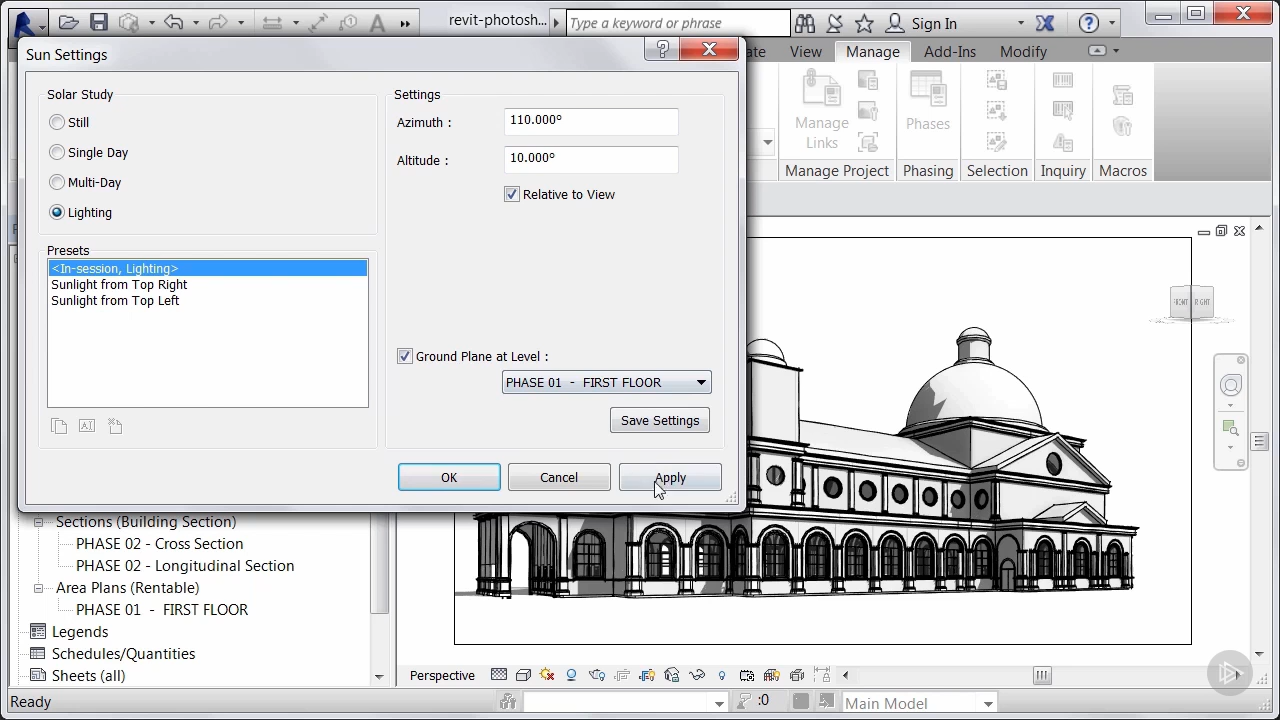 revit-photosh...
Type a keyword or phrase
Sign In
Sun Settings
View
Manage
Add-Ins
Modify
Solar Study
Still
Single Day
Multi-Day
Lighting
Settings
Azimuth :
110.000°
Altitude :
10.000°
Relative to View
Manage
Links
Phases
Manage Project
Phasing
Selection
Inquiry
Macros
Presets
<In-session, Lighting>
Sunlight from Top Right
Sunlight from Top Left
Ground Plane at Level :
PHASE 01 - FIRST FLOOR
Save Settings
OK
Cancel
Apply
FRONT
RIGHT
Sections (Building Section)
PHASE 02 - Cross Section
PHASE 02 - Longitudinal Section
Area Plans (Rentable)
PHASE 01 - FIRST FLOOR
Legends
Schedules/Quantities
Sheets (all)
Perspective
Ready
:0
Main Model